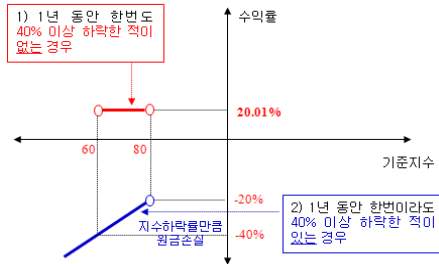 1) 1년 동안 한번도
40% 이상 하락한 적이
없는 경우
수익률
20.01%
60
80
기준지수
-20%
지수하락률만큼
원금손실
-40%
2) 1년 동안 한번이라도
40% 이상 하락한 적이
있는 경우